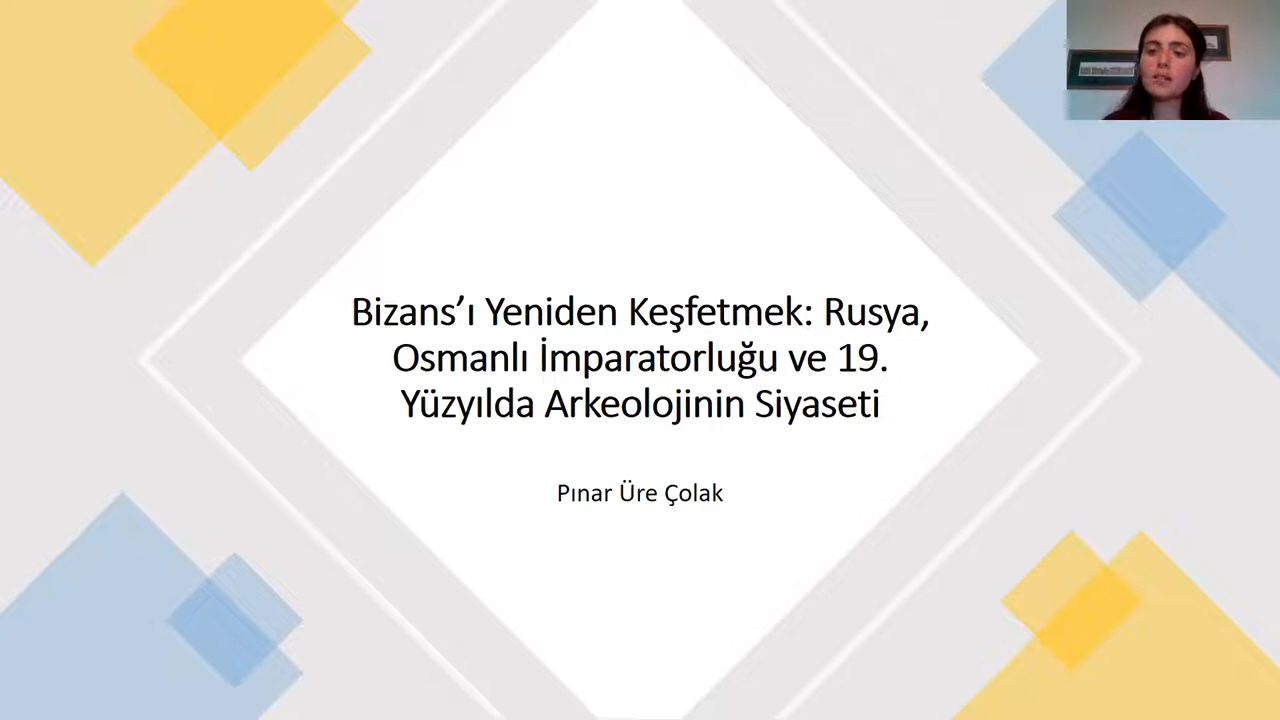 Bizans’ı Yeniden Keşfetmek: Rusya,
Osmanlı İmparatorluğu ve 19.
Yüzyılda Arkeolojinin Siyaseti
Pınar Üre Çolak